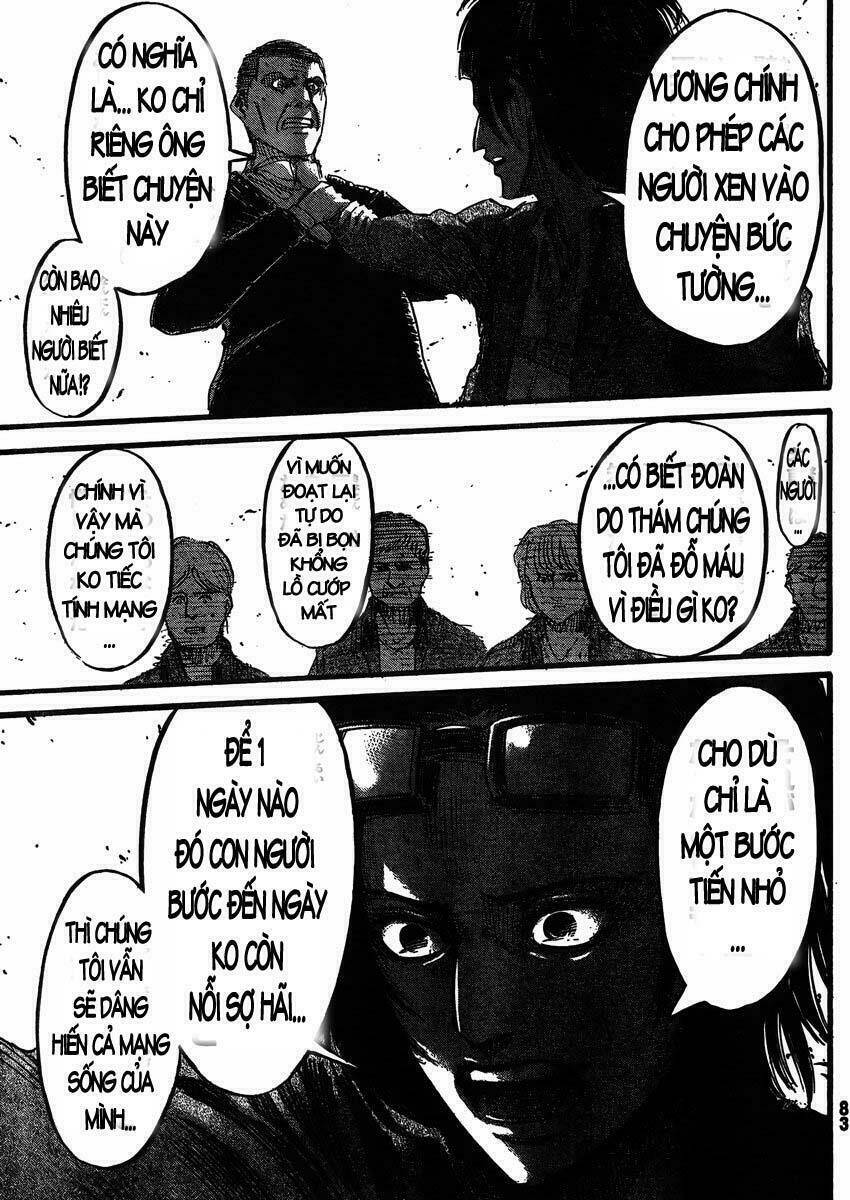 VƯƠNG CHÍNH
CHO PHÉP CÁC
NGƯỜI XEN VÀO
CHUYỆN BỨC
TƯỜNG...
CÓ NGHĨA
LÀ... KO CHỈ
RIÊNG ÔNG
BIẾT CHUYỆN
NÀY
CÒN BAO
NHIÊU
NGƯỜI BIẾT
NỮA!?
CÁC
NGƯỜI
...
...CÓ BIẾT ĐOÀN
DO THÁM CHÚNG
TÔI ĐÃ ĐỖ MÁU
VÌ ĐIỀU GÌ KO?
VÌ MUỐN
ĐOẠT LẠI
TỰ DO
ĐÃ BỊ BỌN
KHỔNG
LỒ CƯỚP
MẤT
CHÍNH VÌ
VẬY MÀ
CHÚNG TÔI
KO TIẾC
TÍNH MẠNG
...
CHO DÙ
CHỈ LÀ
MỘT BƯỚC
TIẾN NHỎ
...
ĐỂ 1
NGÀY NÀO
ĐÓ CON NGƯỜI
BƯỚC ĐẾN NGÀY
KO CÒN
NỖI SỢ HÃI...
THÌ CHÚNG
TÔI VẪN
SẼ DÂNG
HIẾN CẢ MẠNG
SỐNG CỦA
MÌNH...
83